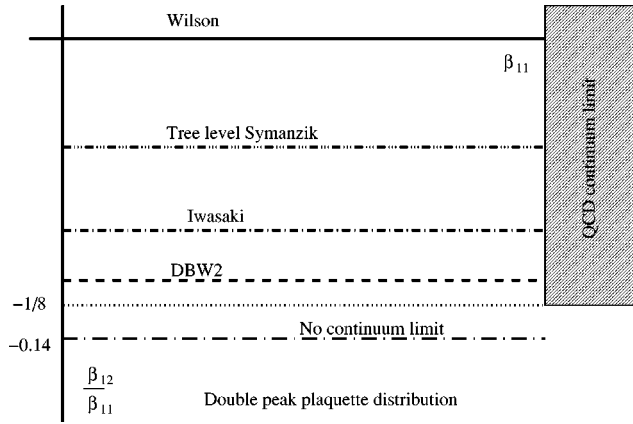 Wilson
β11
Tree level Symanzik
QCD continuum limit
Iwasaki
DBW2
−1/8
No continuum limit
−0.14
β12
β11
Double peak plaquette distribution